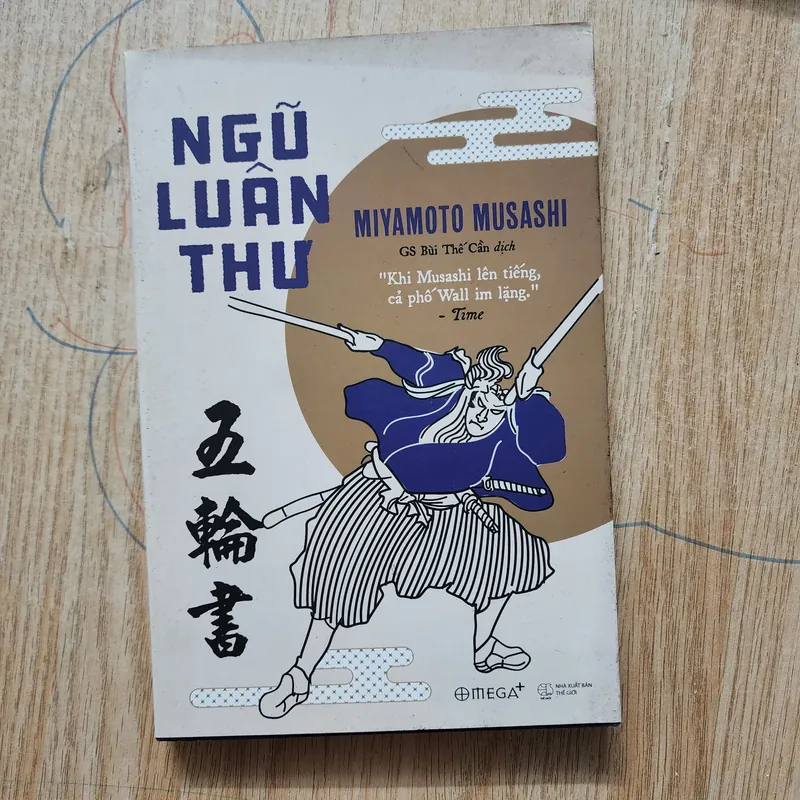 NGŨ
LUÂN
THƯ
MIYAMOTO MUSASHI
GS Bùi Thế Cần dịch
"Khi Musashi lên tiếng,
cả phố Wall im lặng."
- Time
五
輪
書
OMEGA+
NHÀ XUẤT BẢN
THẾ GIỚI